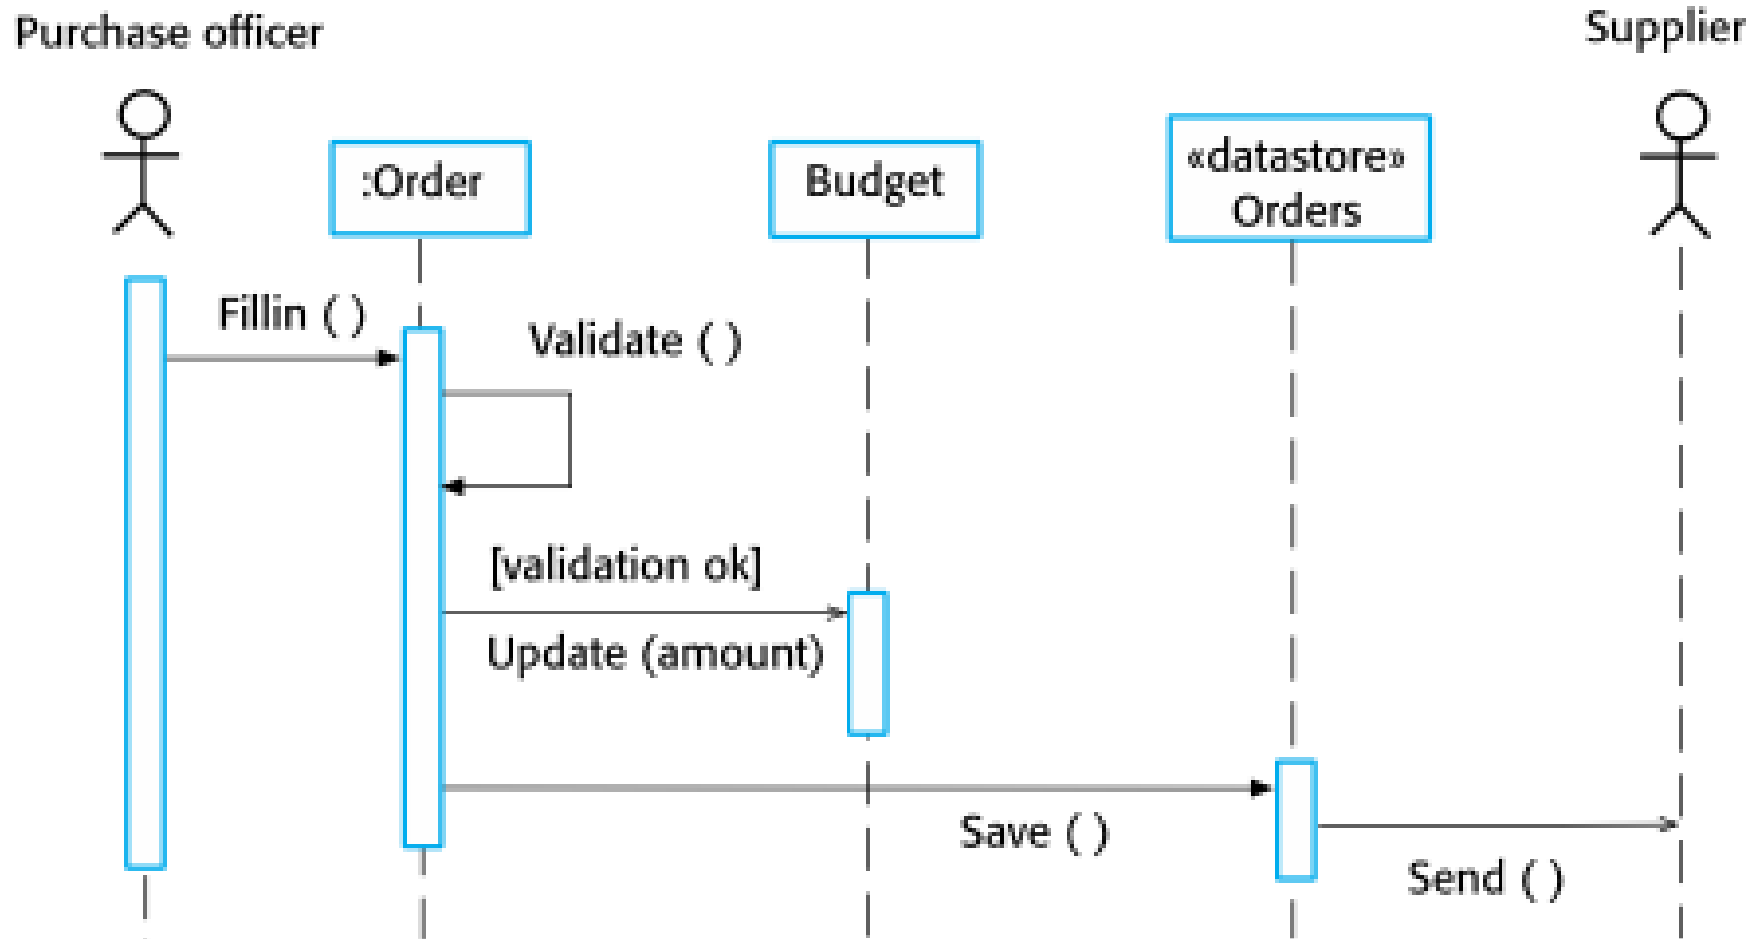 Purchase officer
Supplier
:Order
Budget
«datastore»
Orders
Fillin ( )
Validate ( )
[validation ok]
Update (amount)
Save ( )
Send ( )